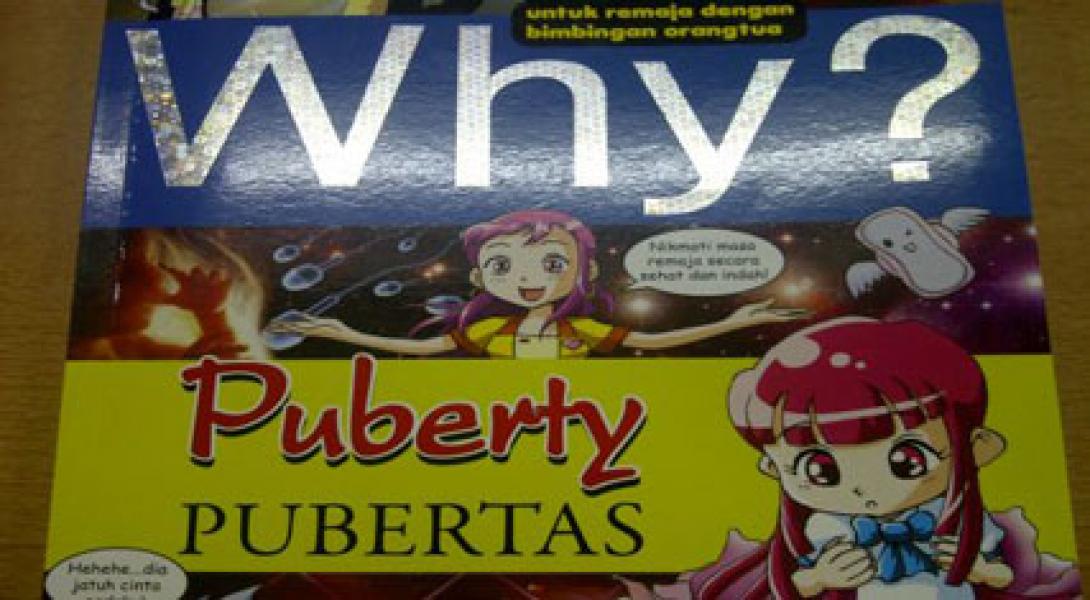 untuk remaja dengan
bimbingan orangtua
Why?
Nikmati masa
remaja secara
sehat dan indah!
Puberty
PUBERTAS
Hehehe...dia
jatuh cinta